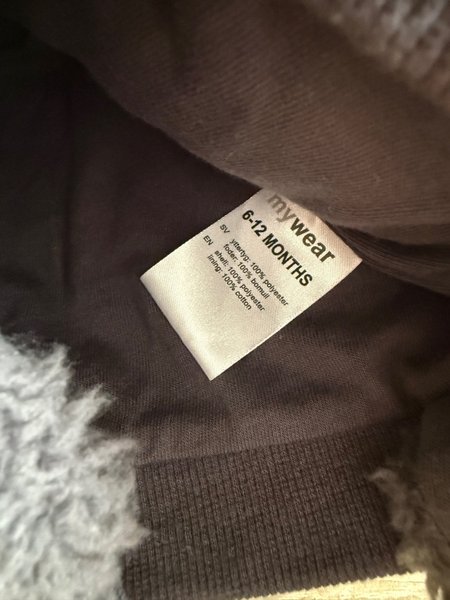 mywear
6-12 MONTHS
SV yttertyg: 100% polyester
foder: 100% bomull
EN shell: 100% polyester
lining: 100% cotton